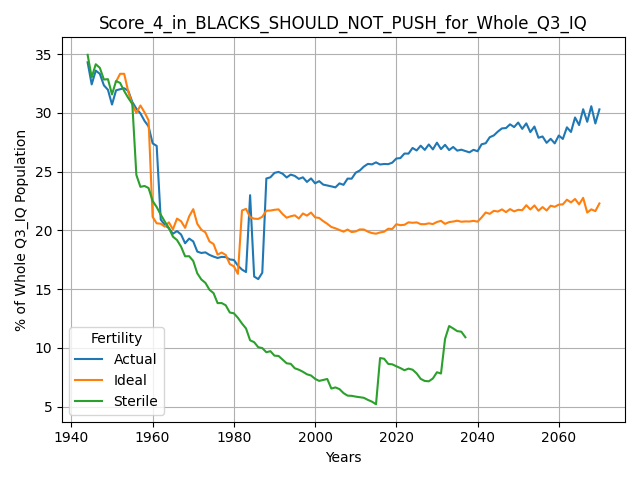 Score_4_in_BLACKS_SHOULD_NOT_PUSH_for_Whole_Q3_IQ
% of Whole Q3_IQ Population
35
30
25
20
15
10
5
Fertility
Actual
Ideal
Sterile
1940 1960 1980 2000 2020 2040 2060
Years